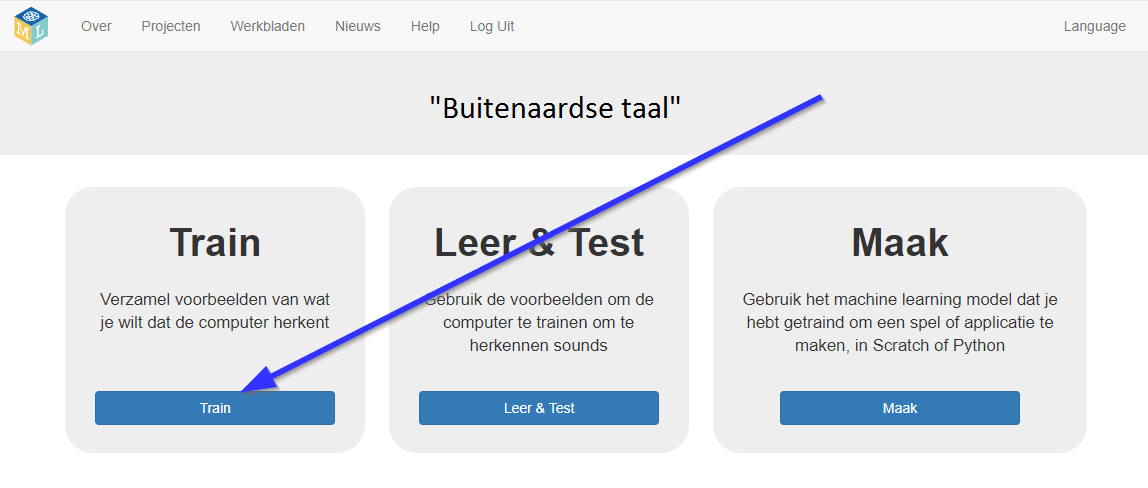 M L
Over Projecten Werkbladen Nieuws Help Log Uit Language
"Buitenaardse taal"
Train
Verzamel voorbeelden van wat
je wilt dat de computer herkent
Train
Leer & Test
Gebruik de voorbeelden om de
computer te trainen om te
herkennen sounds
Leer & Test
Maak
Gebruik het machine learning model dat je
hebt getraind om een spel of applicatie te
maken, in Scratch of Python
Maak